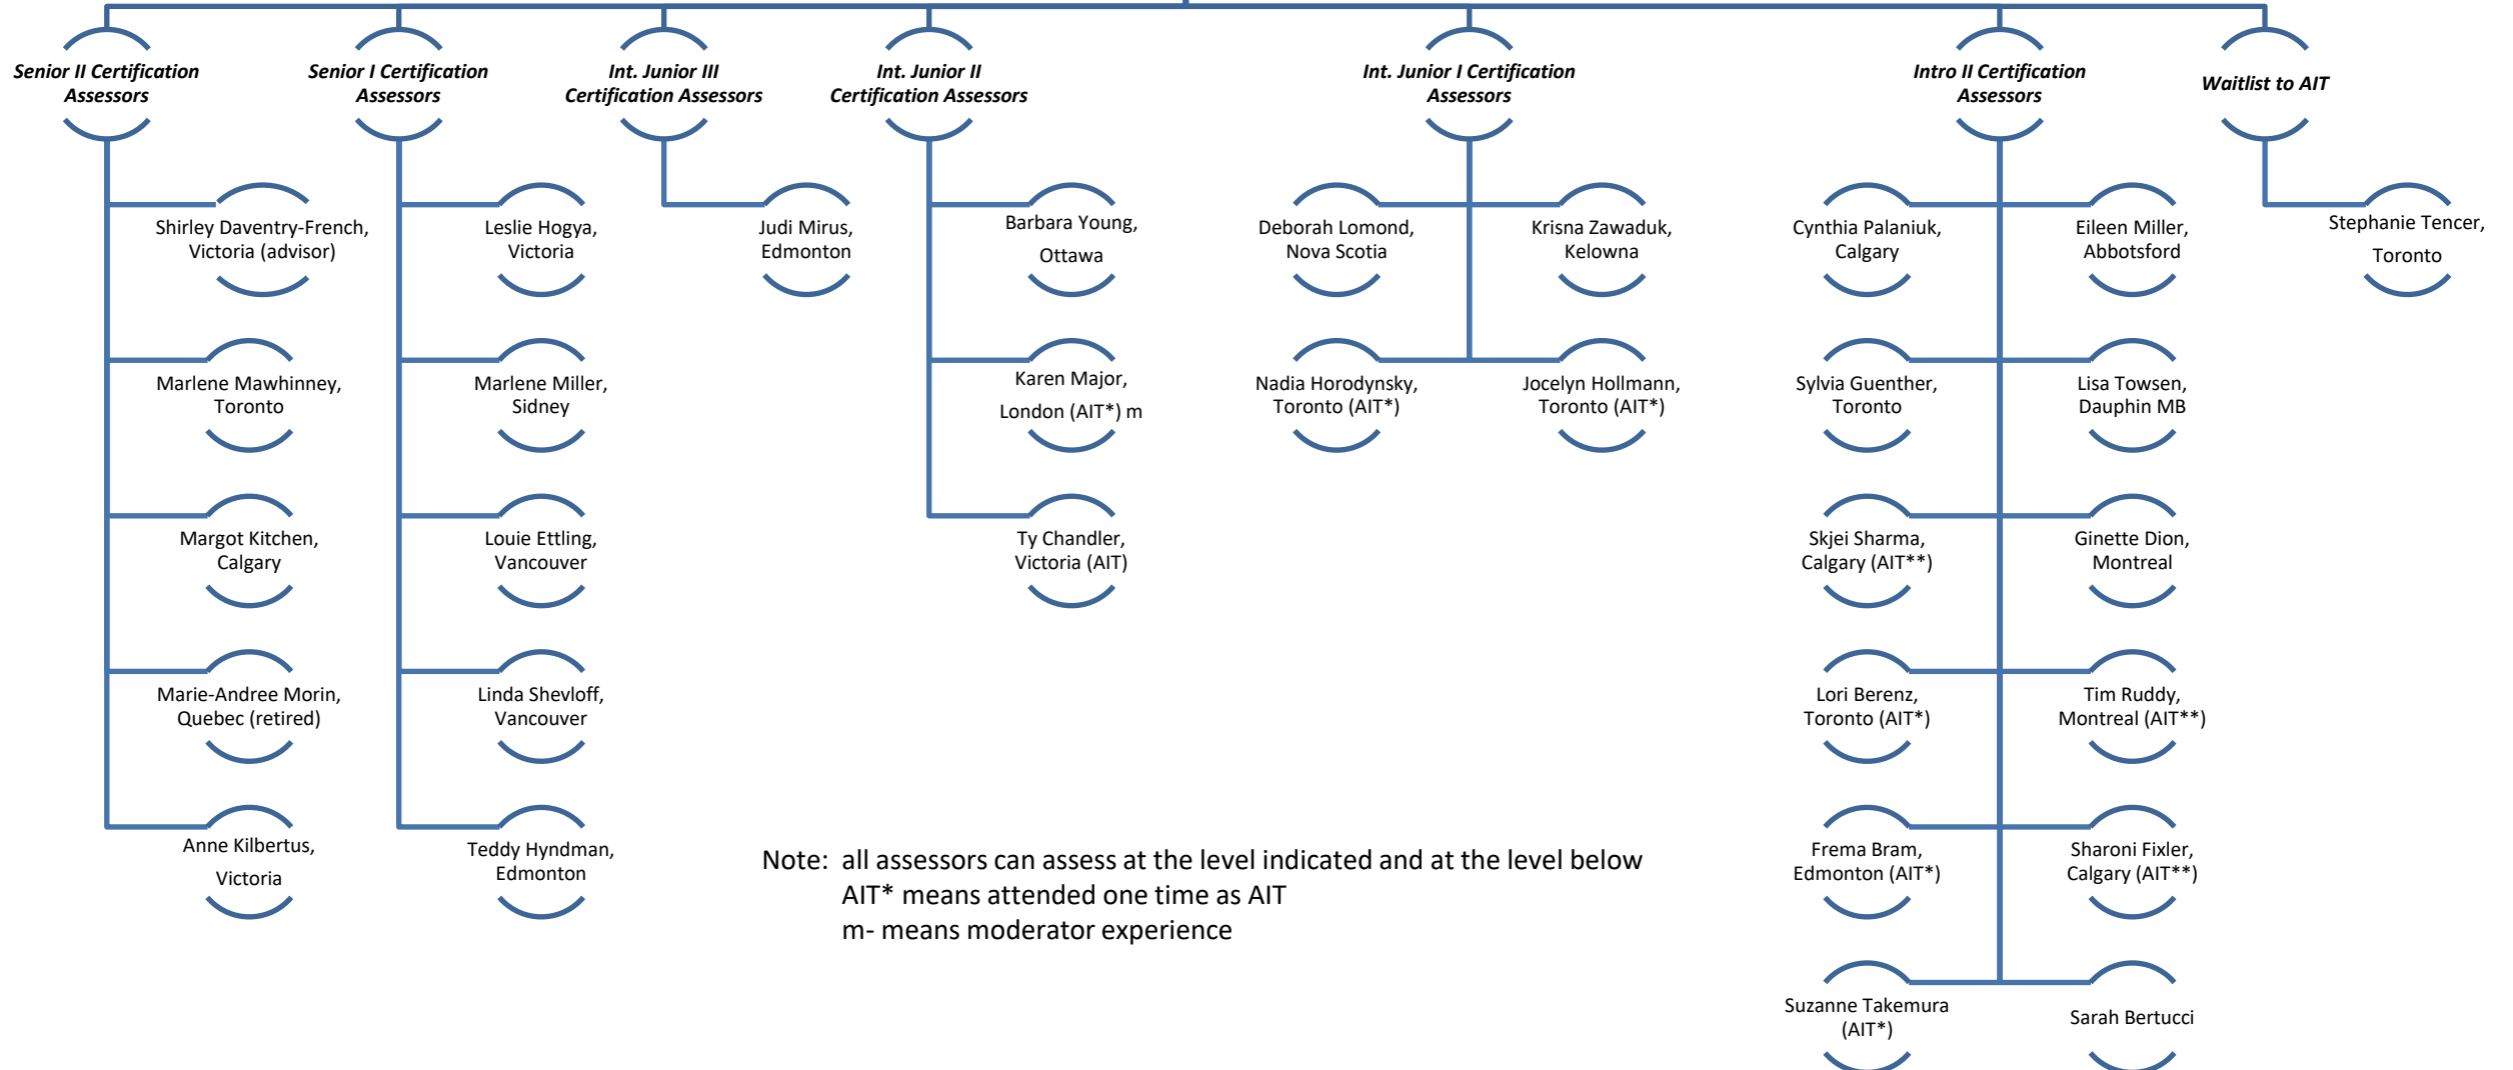 Senior II Certification
Assessors
Shirley Daventry-French,
Victoria (advisor)
Marlene Mawhinney,
Toronto
Margot Kitchen,
Calgary
Marie-Andree Morin,
Quebec (retired)
Anne Kilbertus,
Victoria
Senior I Certification
Assessors
Leslie Hogya,
Victoria
Marlene Miller,
Sidney
Louie Ettling,
Vancouver
Linda Shevloff,
Vancouver
Teddy Hyndman,
Edmonton
Int. Junior III
Certification Assessors
Judi Mirus,
Edmonton
Int. Junior II
Certification Assessors
Barbara Young,
Ottawa
Karen Major,
London (AIT*) m
Ty Chandler,
Victoria (AIT)
Int. Junior I Certification
Assessors
Deborah Lomond,
Nova Scotia
Krisna Zawaduk,
Kelowna
Nadia Horodynsky,
Toronto (AIT*)
Jocelyn Hollmann,
Toronto (AIT*)
Intro II Certification
Assessors
Cynthia Palaniuk,
Calgary
Eileen Miller,
Abbotsford
Sylvia Guenther,
Toronto
Lisa Towsen,
Dauphin MB
Skjei Sharma,
Calgary (AIT**)
Ginette Dion,
Montreal
Lori Berenz,
Toronto (AIT*)
Tim Ruddy,
Montreal (AIT**)
Frema Bram,
Edmonton (AIT*)
Sharoni Fixler,
Calgary (AIT**)
Suzanne Takemura
(AIT*)
Sarah Bertucci
Waitlist to AIT
Stephanie Tencer,
Toronto
Note: all assessors can assess at the level indicated and at the level below
AIT* means attended one time as AIT
m- means moderator experience